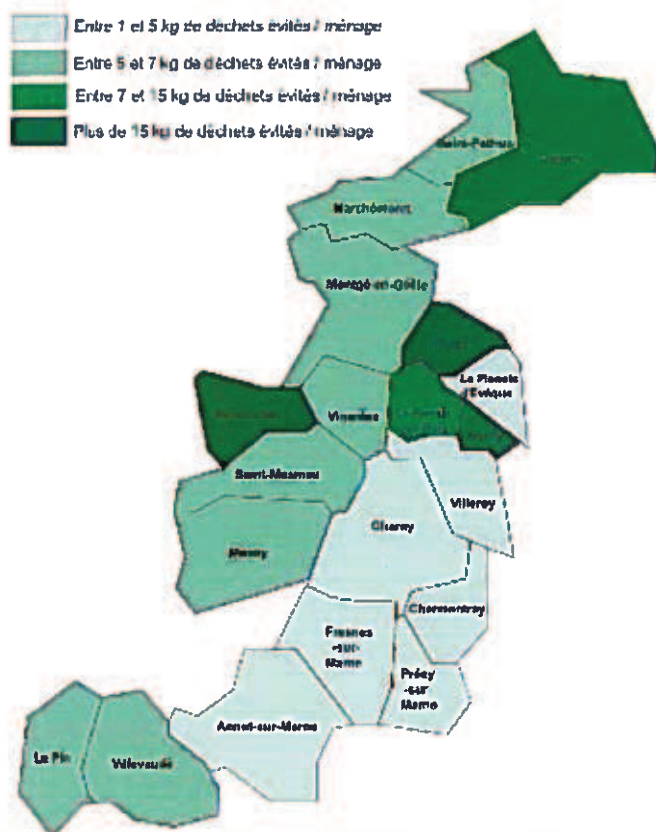 Entre 1 et 5 kg de déchets évités / ménage
Entre 5 et 7 kg de déchets évités / ménage
Entre 7 et 15 kg de déchets évités / ménage
Plus de 15 kg de déchets évités / ménage
Saint-Pathus
Marchémoret
Montgé-en-Goële
Le Plessis
l'Evêque
Vinantes
Saint-Mesmes
Villeroy
Charny
Messy
Charmentray
Fresnes
-sur-
Marne
Précy
-sur-
Marne
Annet-sur-Marne
Le Pin
Villevaudé